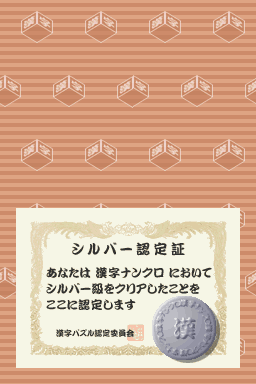 シルバー認定証
あなたは 漢字ナンクロ において
シルバー級をクリアしたことを
ここに認定します
漢字パズル認定委員会
漢